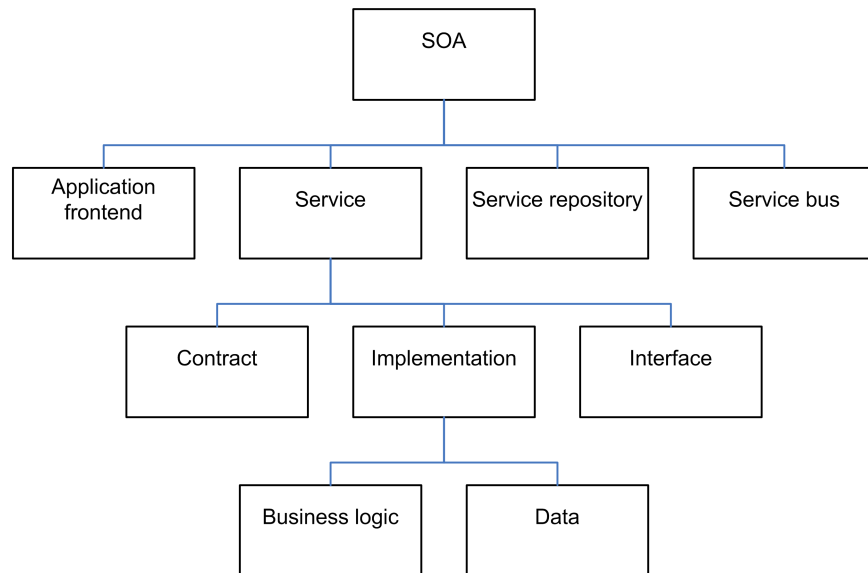 SOA
Application
frontend
Service
Service repository
Service bus
Contract
Implementation
Interface
Business logic
Data